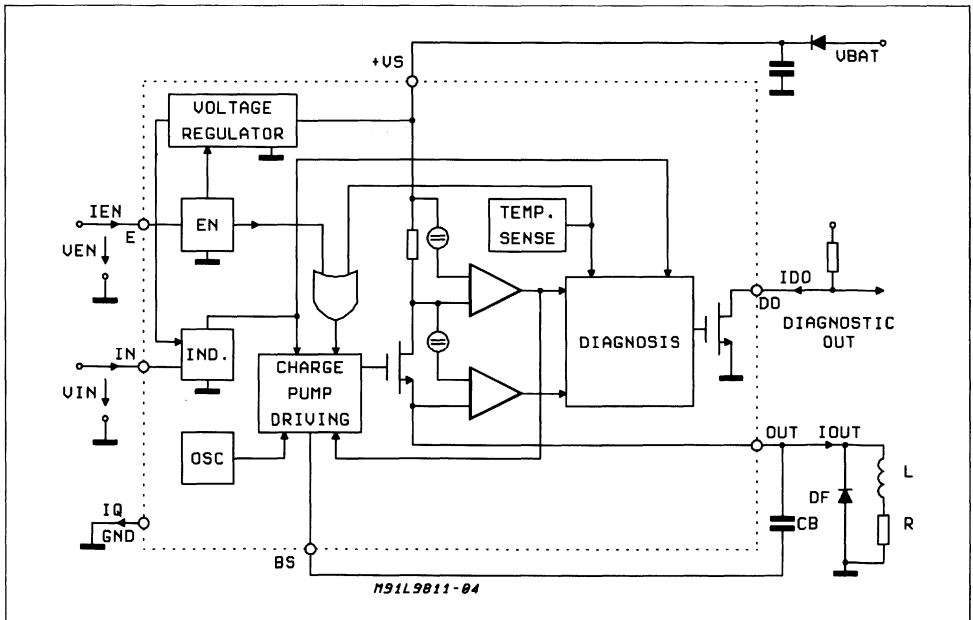 +VS
VBAT
VOLTAGE
REGULATOR
IEN
E
EN
VEN
TEMP.
SENSE
IDO
DO
DIAGNOSTIC
OUT
IN
IND.
VIN
CHARGE
PUMP
DRIVING
DIAGNOSIS
OSC
OUT
IOUT
L
DF
R
CB
IQ
GND
BS
M91L9811-04